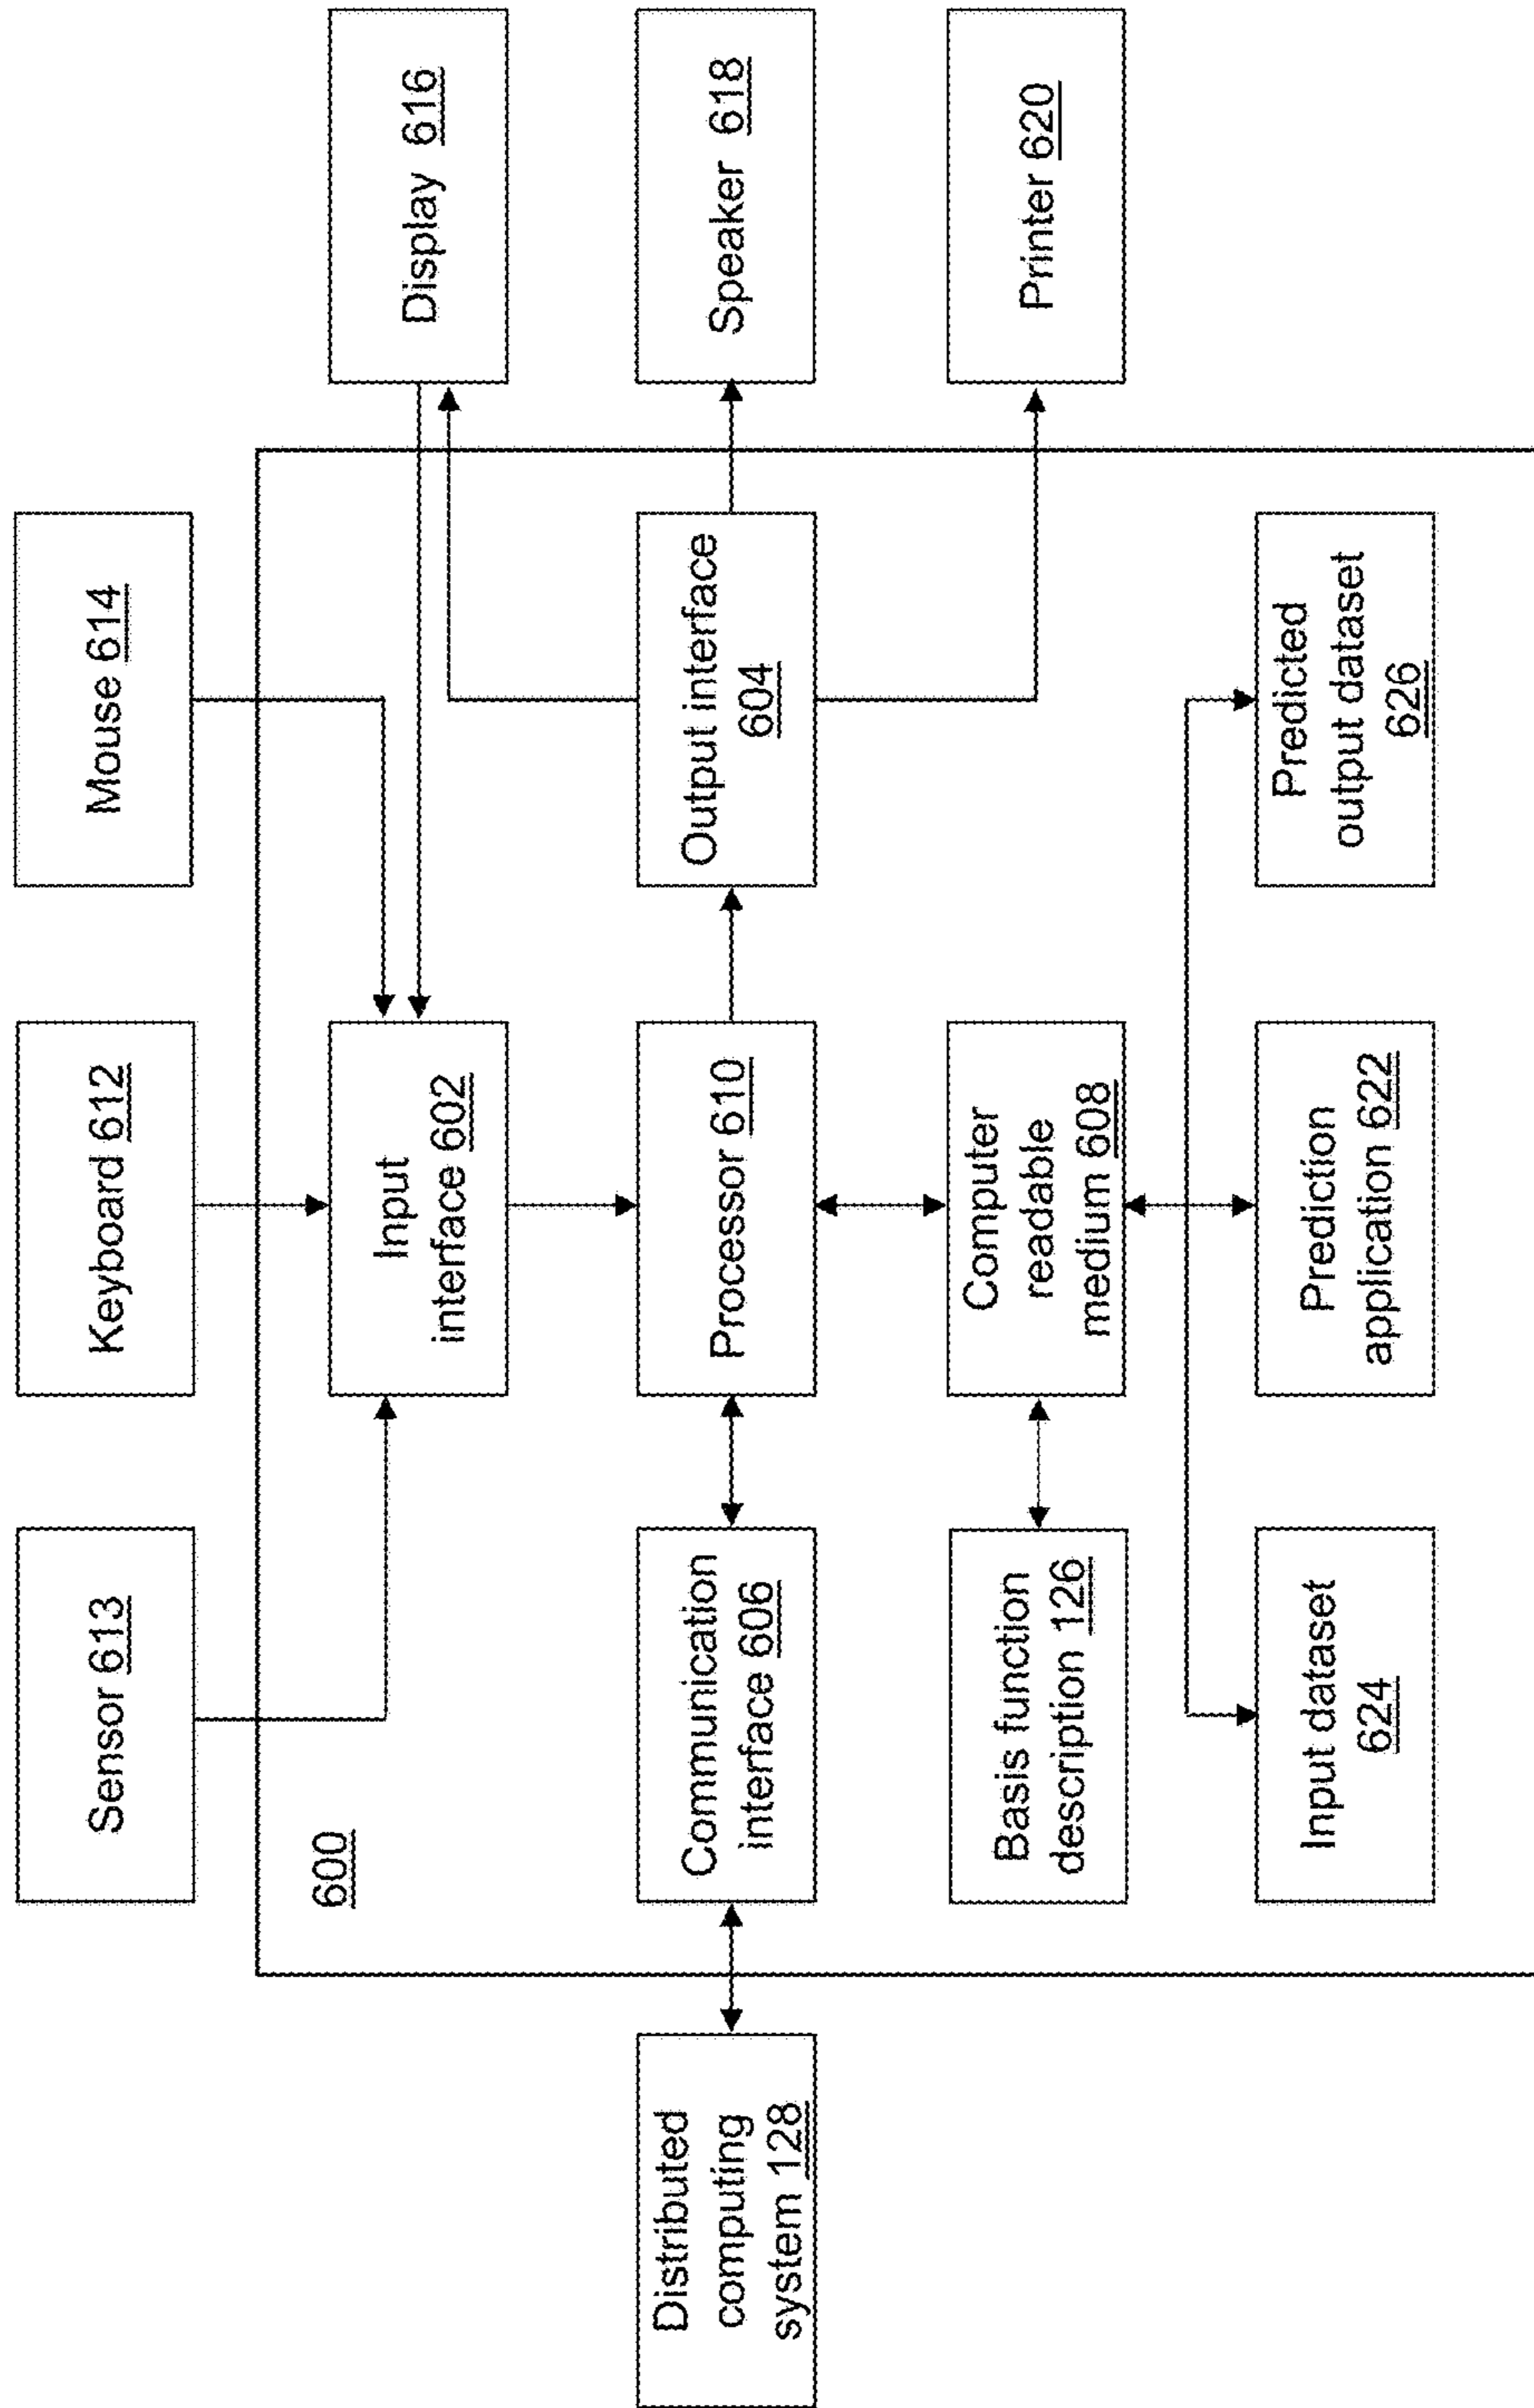 Sensor 613
Keyboard 612
Mouse 614
600
Input
interface 602
Display 616
Distributed
computing
system 128
Communication
interface 606
Processor 610
Output interface
604
Speaker 618
Basis function
description 126
Computer
readable
medium 608
Printer 620
Input dataset
624
Prediction
application 622
Predicted
output dataset
626